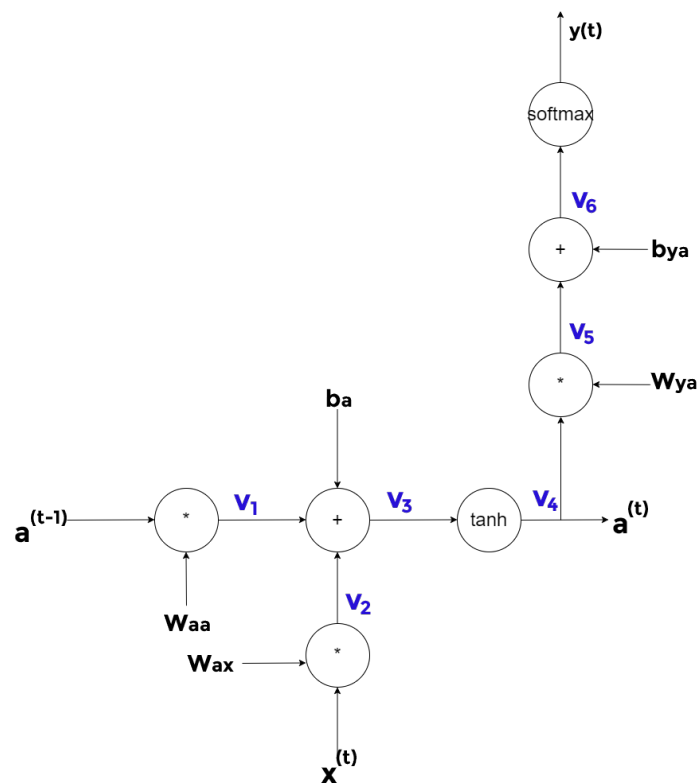 y(t)
softmax
V6
+
bya
V5
*
Wya
ba
a(t-1)
*
V1
+
V3
tanh
V4
a(t)
Waa
V2
Wax
*
x(t)